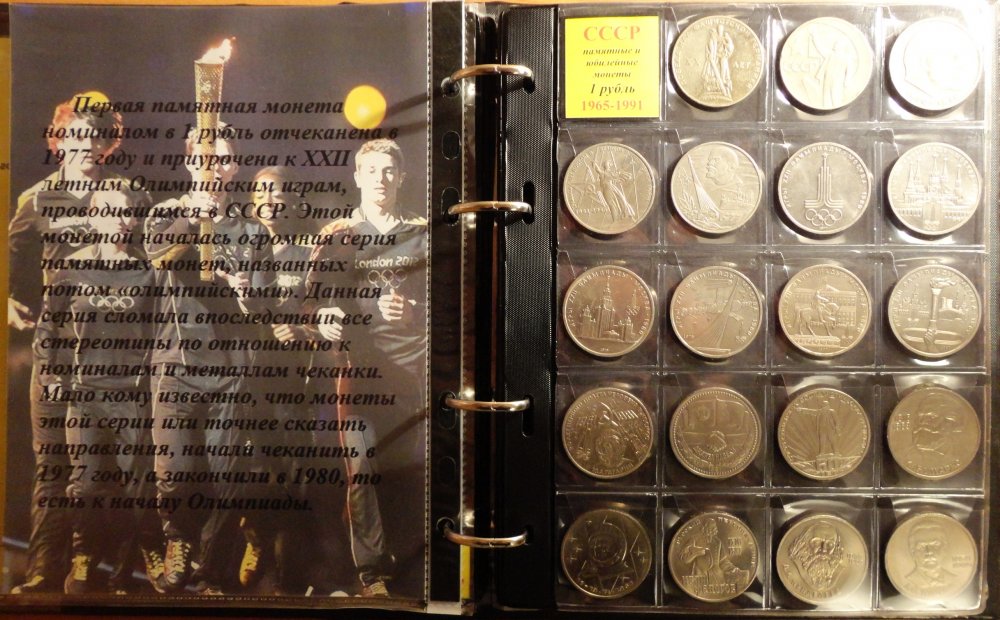 Первая памятная монета
номиналом в 1 рубль отчеканена в
1977 году и приурочена к XXII
летним Олимпийским играм,
проводившимся в СССР. Этой
монетой началась огромная серия
памятных монет, названных
потом «олимпийскими». Данная
серия сломала впоследствии все
стереотипы по отношению к
номиналам и металлам чеканки.
Мало кому известно, что монеты
этой серии или точнее сказать
направления, начали чеканить в
1977 году, а закончили в 1980, то
есть к началу Олимпиады.
London 2012
СССР
памятные и
юбилейные
монеты
1 рубль
1965-1991